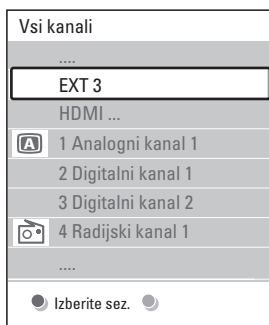 Vsi kanali
....
EXT 3
HDMI ...
A 1 Analogni kanal 1
2 Digitalni kanal 1
3 Digitalni kanal 2
4 Radijski kanal 1
....
Izberite sez.